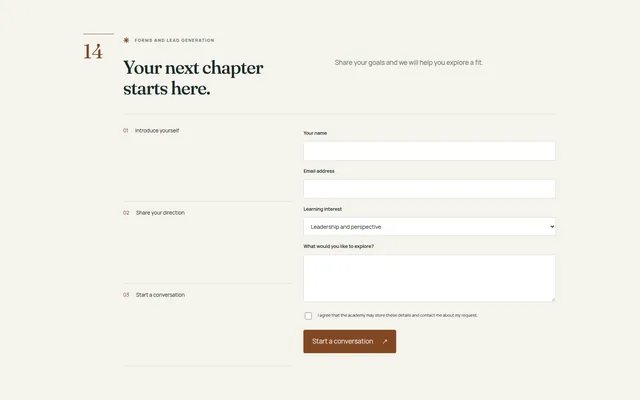 14
FORMS AND LEAD GENERATION
Your next chapter
starts here.
Share your goals and we will help you explore a fit.
01 Introduce yourself
02 Share your direction
03 Start a conversation
Your name
Email address
Learning interest
Leadership and perspective
What would you like to explore?
I agree that the academy may store these details and contact me about my request.
Start a conversation ↗